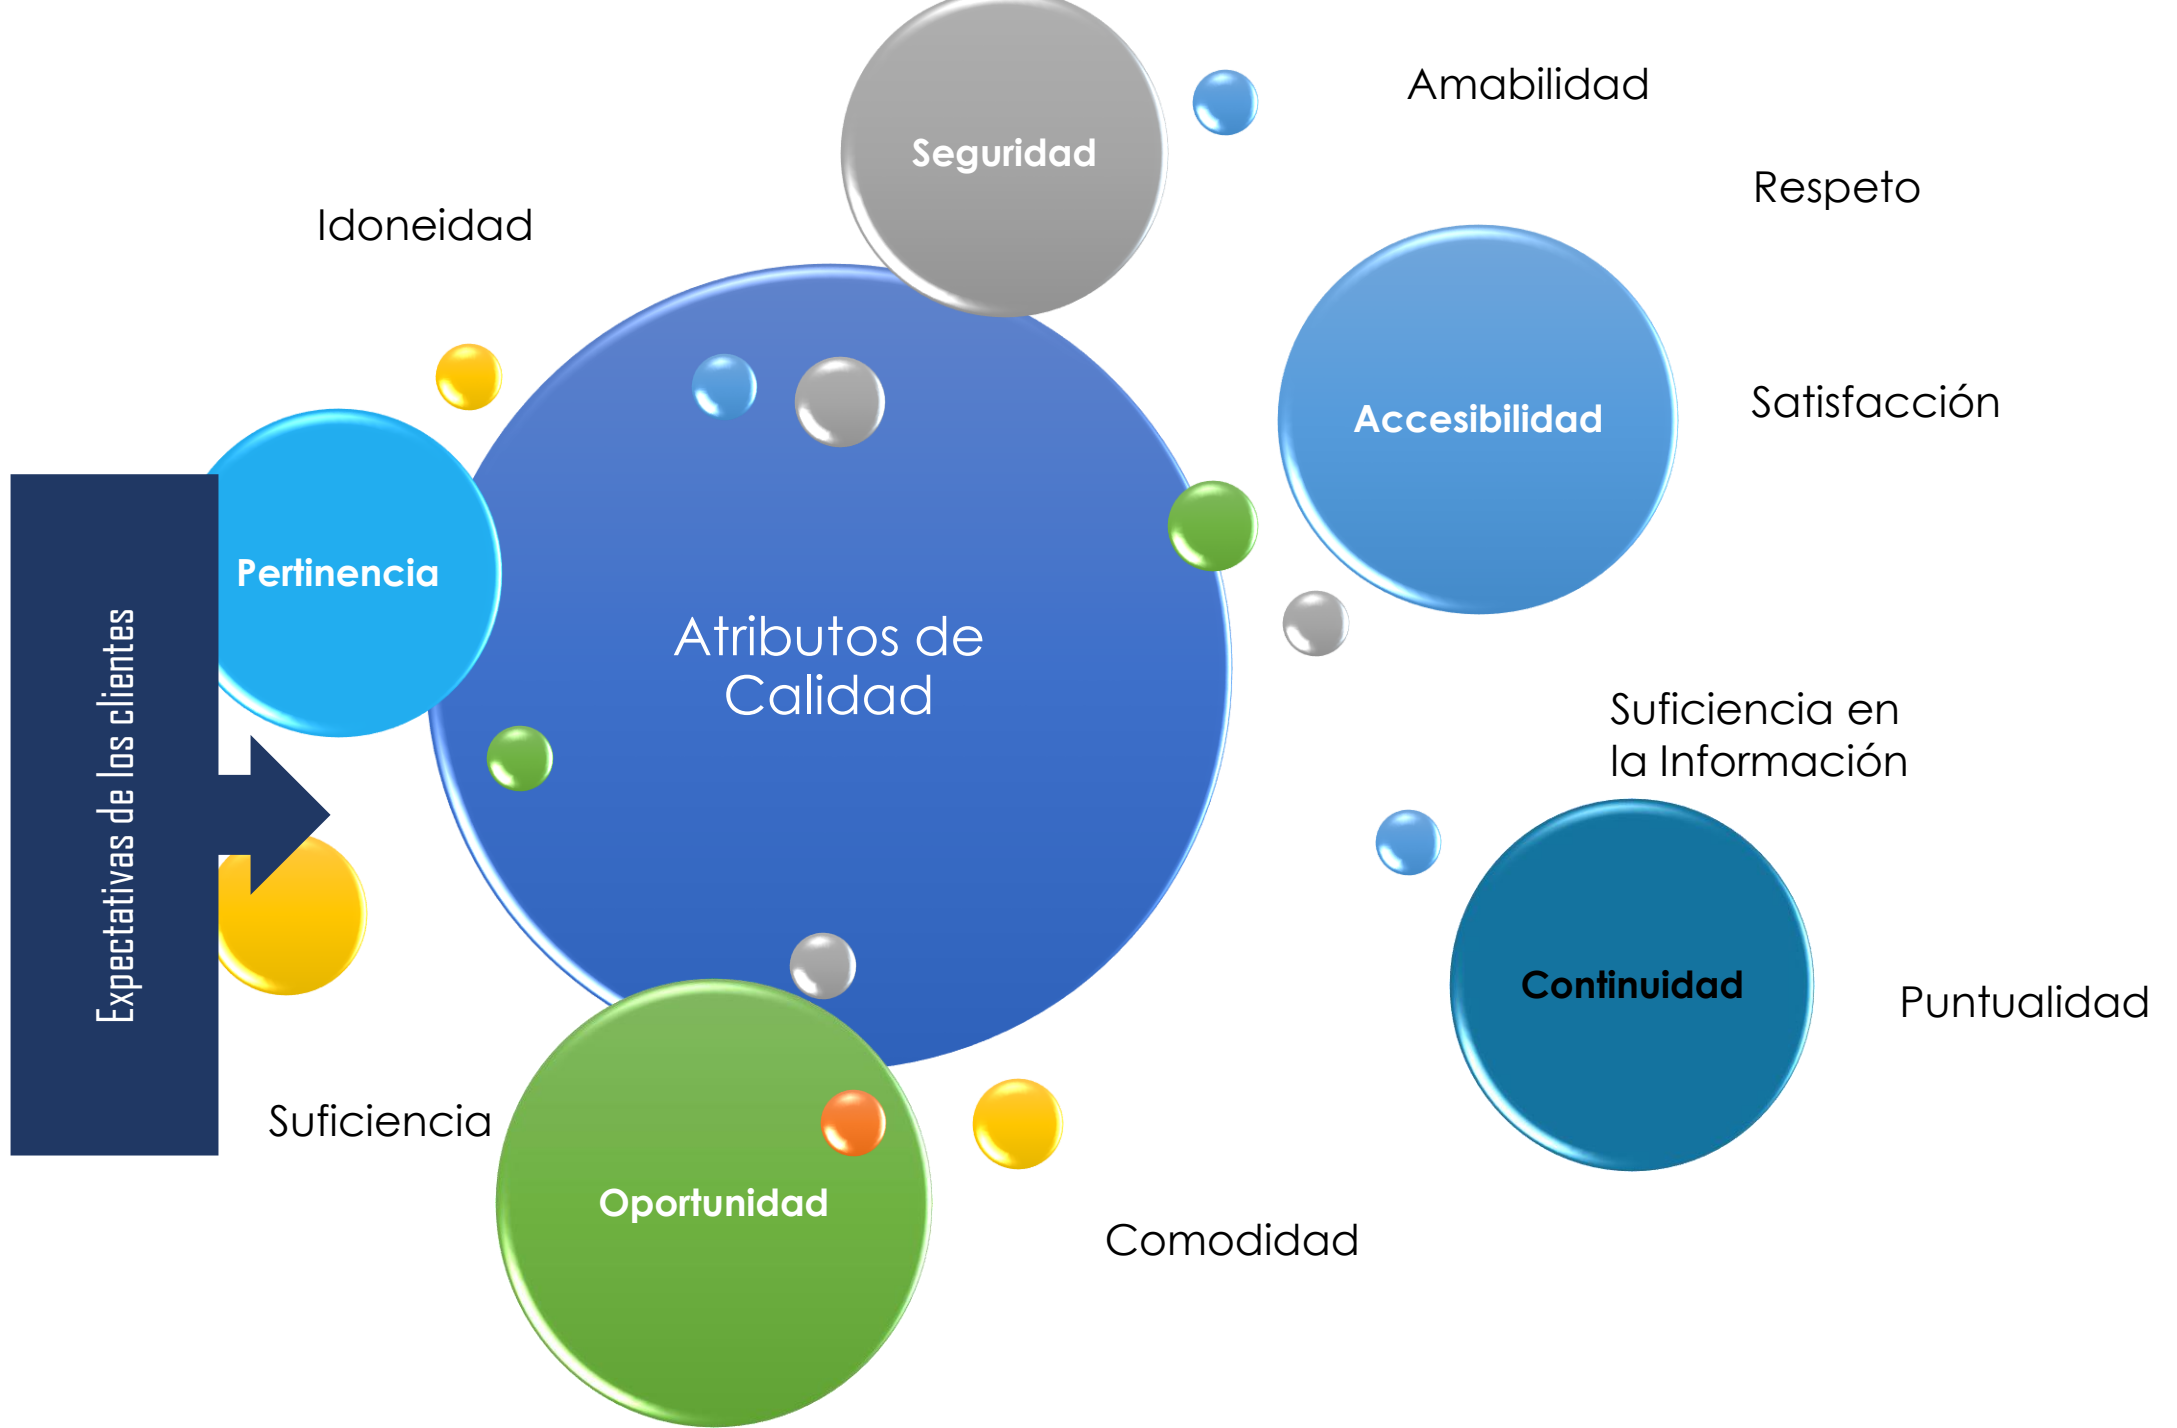 Amabilidad
Seguridad
Respeto
Idoneidad
Accesibilidad
Satisfacción
Pertinencia
Expectativas de los clientes
Atributos de
Calidad
Suficiencia en
la Información
Continuidad
Puntualidad
Suficiencia
Oportunidad
Comodidad